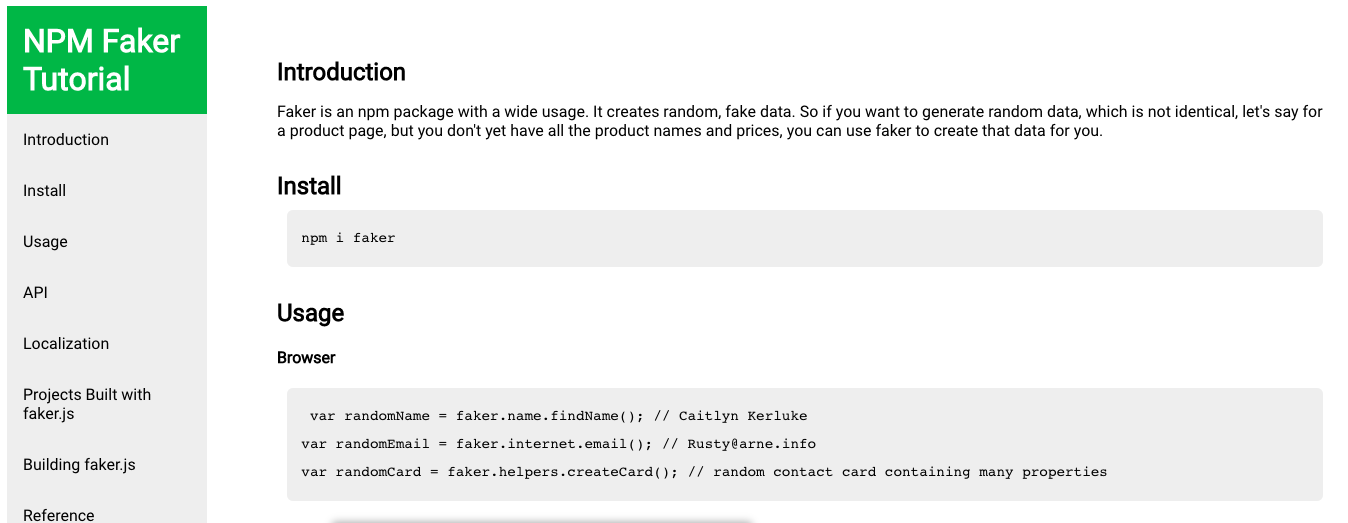 NPM Faker
Tutorial
Introduction
Install
Usage
API
Localization
Projects Built with
faker.js
Building faker.js
Reference
Introduction
Faker is an npm package with a wide usage. It creates random, fake data. So if you want to generate random data, which is not identical, let's say for
a product page, but you don't yet have all the product names and prices, you can use faker to create that data for you.
Install
npm i faker
Usage
Browser
var randomName = faker.name.findName(); // Caitlyn Kerluke
var randomEmail = faker.internet.email(); // Rusty@arne.info
var randomCard = faker.helpers.createCard(); // random contact card containing many properties